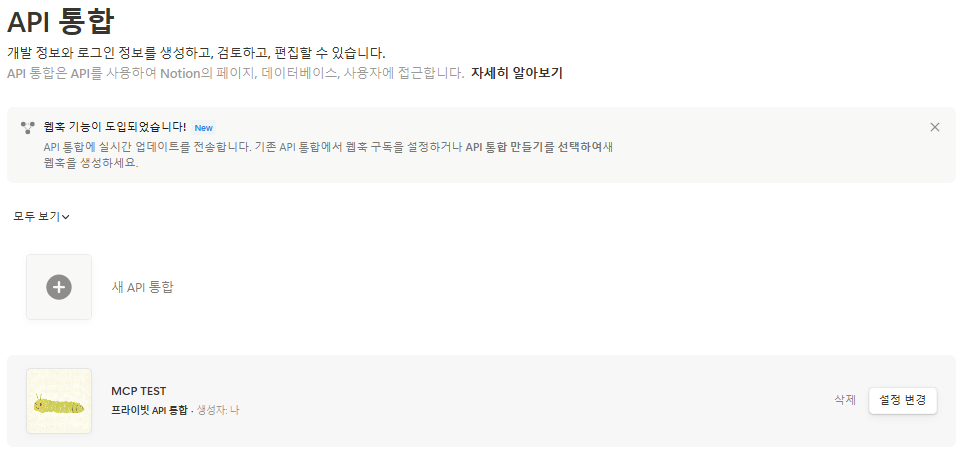 API 통합
개발 정보와 로그인 정보를 생성하고, 검토하고, 편집할 수 있습니다.
API 통합은 API를 사용하여 Notion의 페이지, 데이터베이스, 사용자에 접근합니다. 자세히 알아보기
웹훅 기능이 도입되었습니다! New
API 통합에 실시간 업데이트를 전송합니다. 기존 API 통합에서 웹훅 구독을 설정하거나 API 통합 만들기를 선택하여새
웹훅을 생성하세요.
모두 보기
새 API 통합
MCP TEST
프라이빗 API 통합 · 생성자: 나
삭제
설정 변경